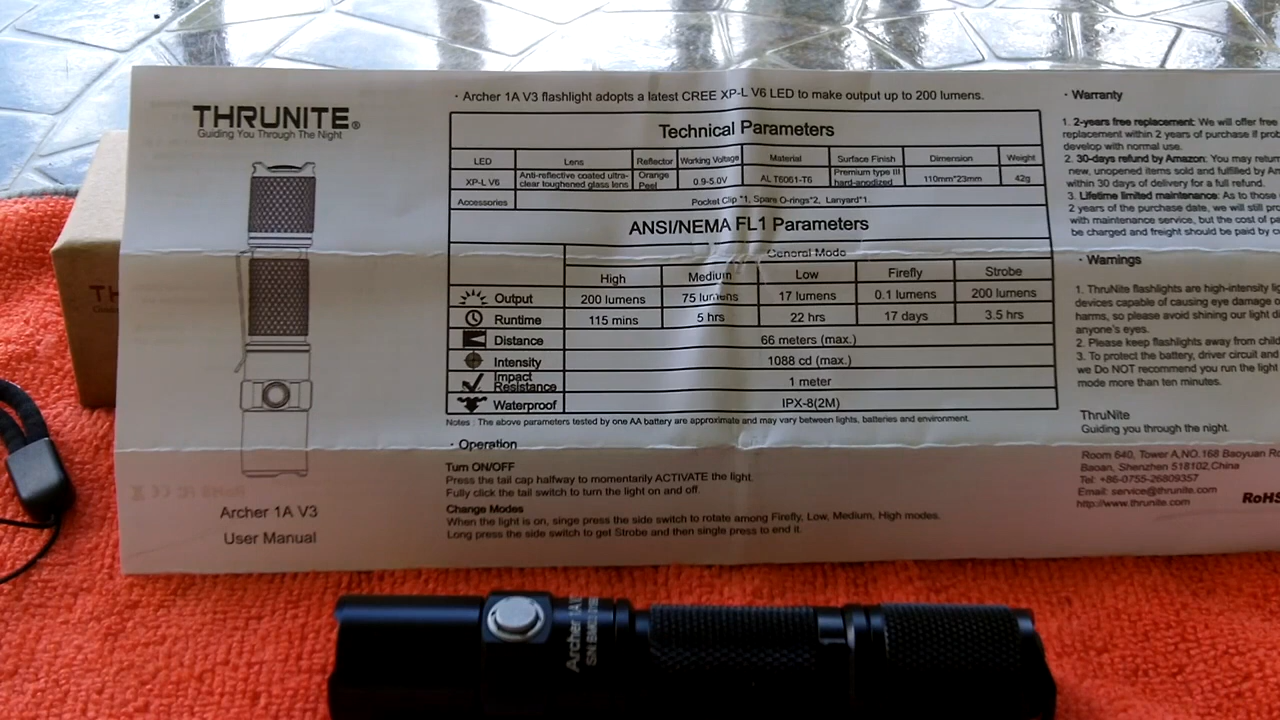 THRUNITE®
Guiding You Through The Night
Archer 1A V3
User Manual
· Archer 1A V3 flashlight adopts a latest CREE XP-L V6 LED to make output up to 200 lumens.
Technical Parameters
LED Lens Reflector Working Voltage Material Surface Finish Dimension Weight
XP-L V6 Anti-reflective coated ultra-clear toughened glass lens Orange Peel 0.9-5.0V AL T6061-T6 Premium type III hard-anodized 110mm*23mm 42g
Accessories Pocket Clip*1, Spare O-rings*2, Lanyard*1
ANSI/NEMA FL1 Parameters
General Mode
High Medium Low Firefly Strobe
Output 200 lumens 75 lumens 17 lumens 0.1 lumens 200 lumens
Runtime 115 mins 5 hrs 22 hrs 17 days 3.5 hrs
Distance 66 meters (max.)
Intensity 1088 cd (max.)
Impact Resistance 1 meter
Waterproof IPX-8(2M)
Notes : The above parameters tested by one AA battery are approximate and may vary between lights, batteries and environment.
· Operation
Turn ON/OFF
Press the tail cap halfway to momentarily ACTIVATE the light.
Fully click the tail switch to turn the light on and off.
Change Modes
When the light is on, singe press the side switch to rotate among Firefly, Low, Medium, High modes.
Long press the side switch to get Strobe and then single press to end it.
· Warranty
1. 2-years free replacement: We will offer free
replacement within 2 years of purchase if
develop with normal use.
2. 30-days refund by Amazon: You may return
new, unopened items sold and fulfilled by
within 30 days of delivery for a full refund.
3. Lifetime limited maintenance: As to those
2 years of the purchase date, we will still
with maintenance service, but the cost of
be charged and freight should be paid by
· Warnings
1. ThruNite flashlights are high-intensity
devices capable of causing eye damage
harms, so please avoid shining our light
anyone's eyes.
2. Please keep flashlights away from
3. To protect the battery, driver circuit and
we Do NOT recommend you run the light
mode more than ten minutes.
ThruNite
Guiding you through the night.
Room 640, Tower A,NO.168 Baoyuan
Baoan, Shenzhen 518102,China
Tel: +86-0755-26809357
Email: service@thrunite.com
http://www.thrunite.com
RoHS
TH
Archer 1A